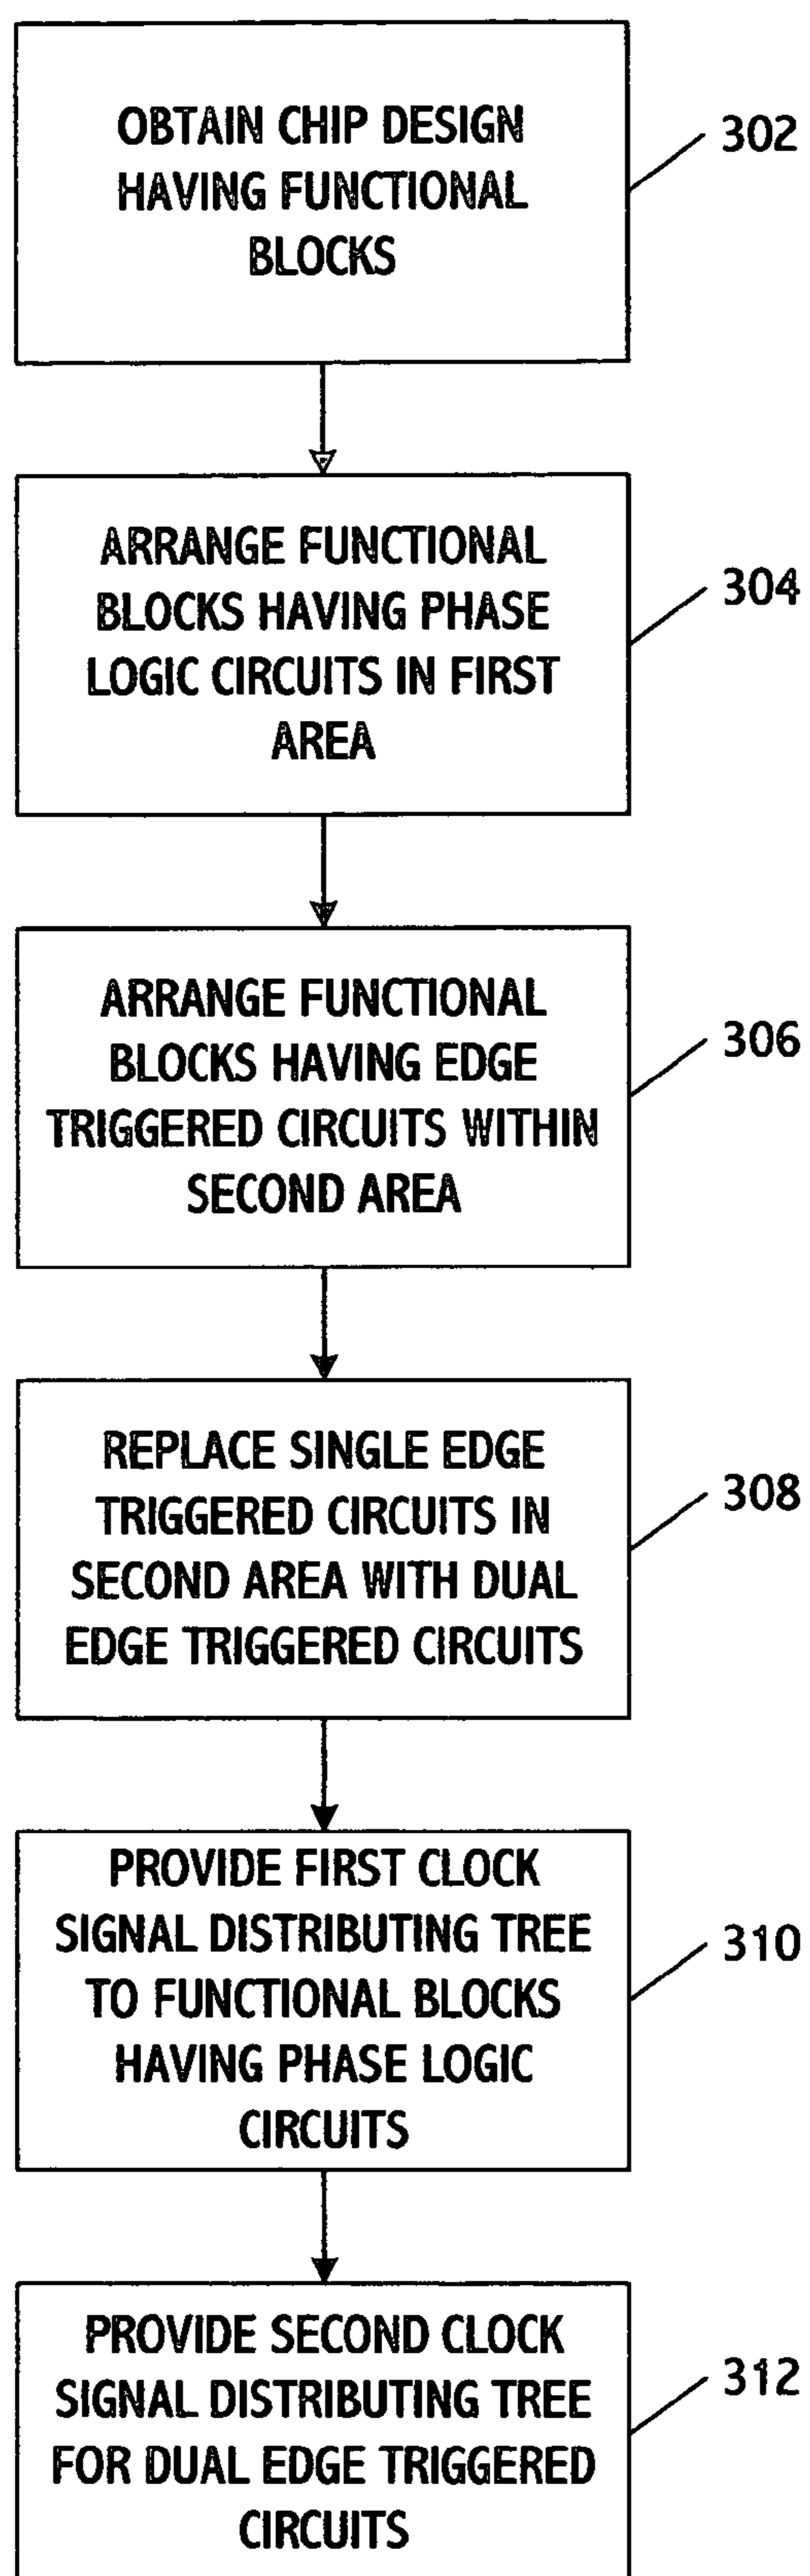 OBTAIN CHIP DESIGN
HAVING FUNCTIONAL
BLOCKS
302
ARRANGE FUNCTIONAL
BLOCKS HAVING PHASE
LOGIC CIRCUITS IN FIRST
AREA
304
ARRANGE FUNCTIONAL
BLOCKS HAVING EDGE
TRIGGERED CIRCUITS WITHIN
SECOND AREA
306
REPLACE SINGLE EDGE
TRIGGERED CIRCUITS IN
SECOND AREA WITH DUAL
EDGE TRIGGERED CIRCUITS
308
PROVIDE FIRST CLOCK
SIGNAL DISTRIBUTING TREE
TO FUNCTIONAL BLOCKS
HAVING PHASE LOGIC
CIRCUITS
310
PROVIDE SECOND CLOCK
SIGNAL DISTRIBUTING TREE
FOR DUAL EDGE TRIGGERED
CIRCUITS
312